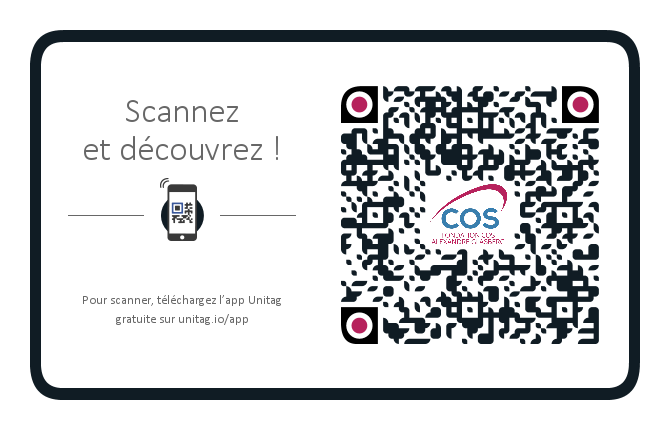 Scannez
et découvrez !
Pour scanner, téléchargez l'app Unitag
gratuite sur unitag.io/app
COS
FONDATION COS
ALEXANDRE GLASBERG